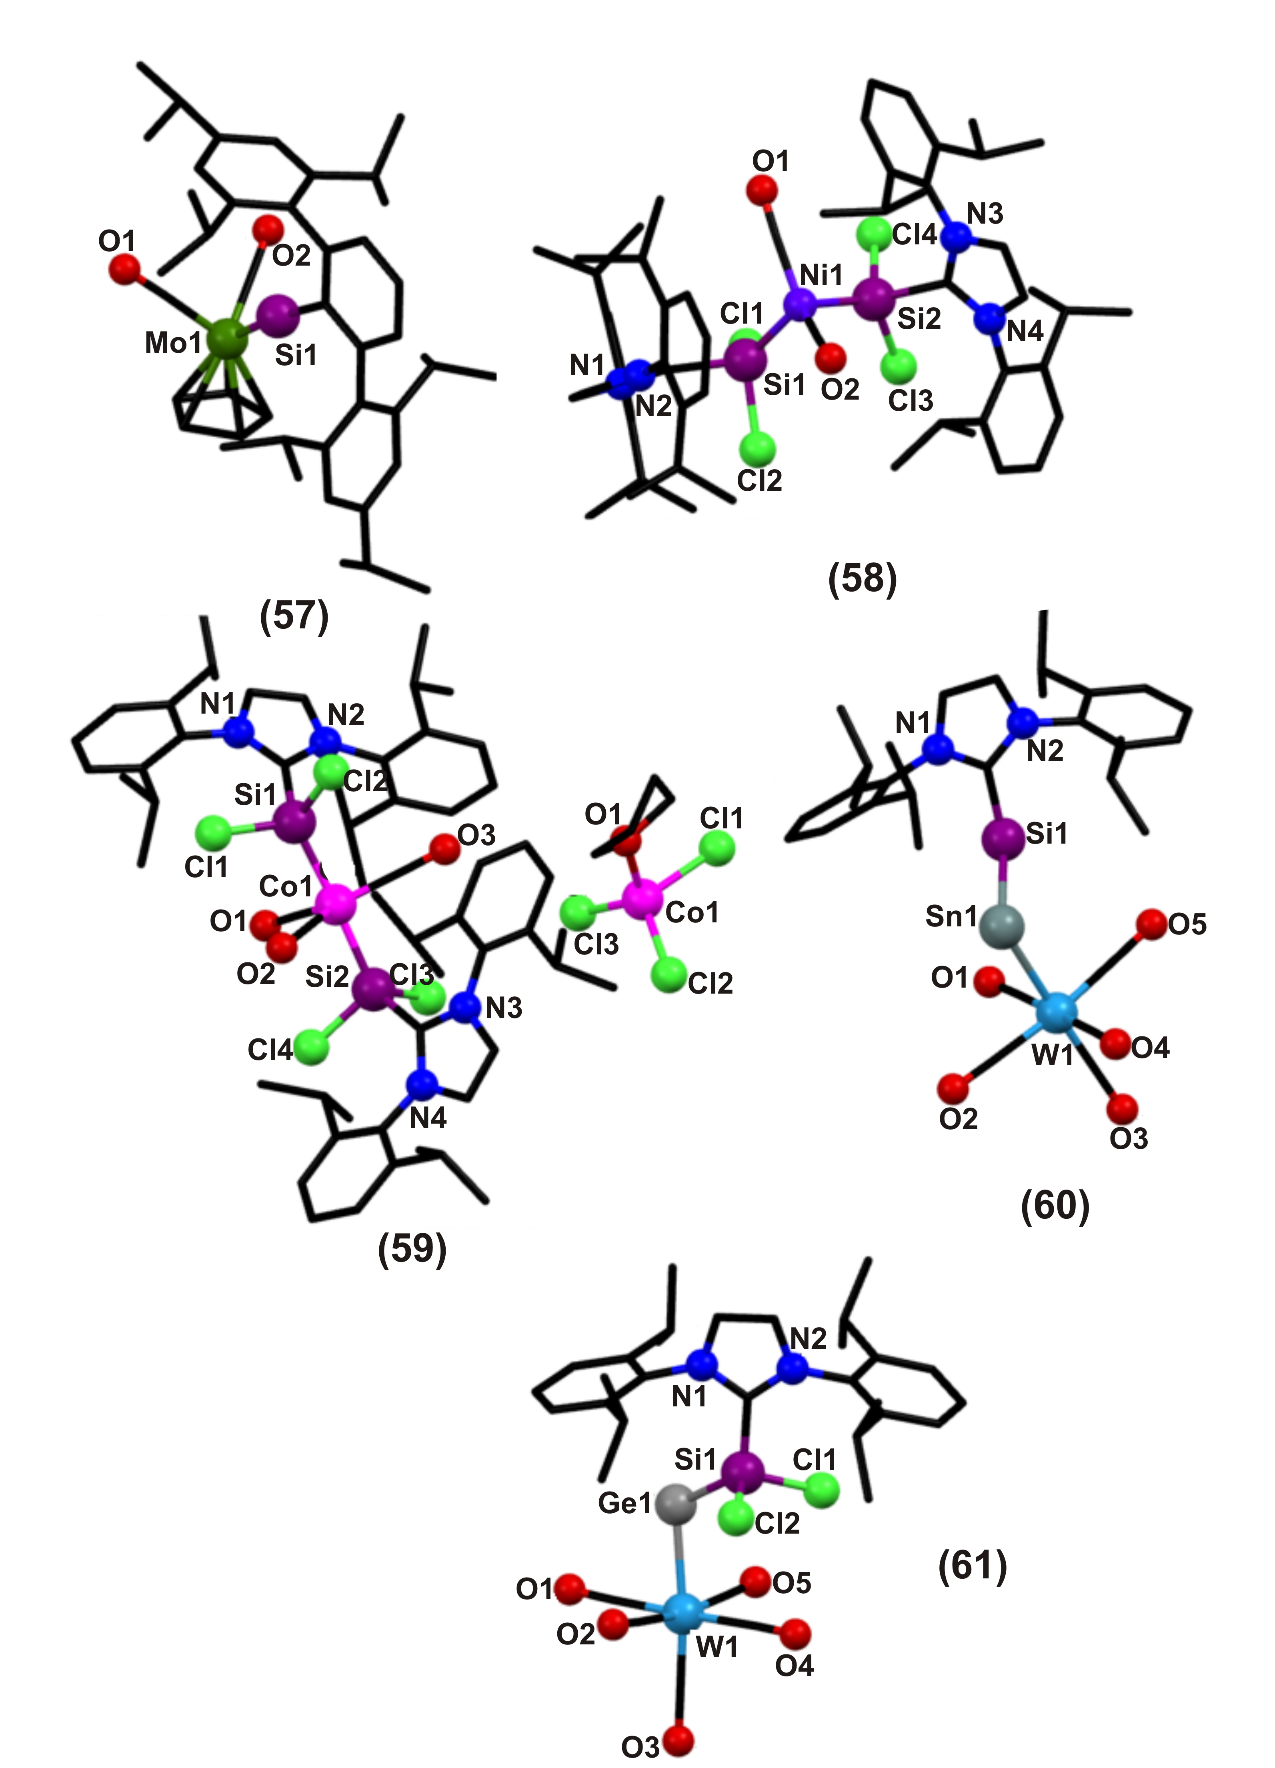 O1
O2
Mo1
Si1
(57)
O1
N3
Cl4
Ni1
Cl1
Si2
N4
N1
N2
Si1
O2
Cl3
Cl2
(58)
N1
N2
Si1
Cl2
Cl1
O3
Co1
O1
O2
Si2
Cl3
N3
Cl4
N4
O1
Cl1
Co1
Cl3
Cl2
(59)
N1
N2
Si1
Sn1
O5
O1
W1
O4
O2
O3
(60)
N2
N1
Si1
Cl1
Ge1
Cl2
O1
O5
O2
W1
O4
O3
(61)